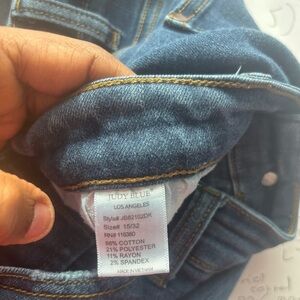 JUDY BLUE
LOS ANGELES
Style# JB82102DK
Size# 15/32
RN# 116380
66% COTTON
21% POLYESTER
11% RAYON
2% SPANDEX
MADE IN VIETNAM